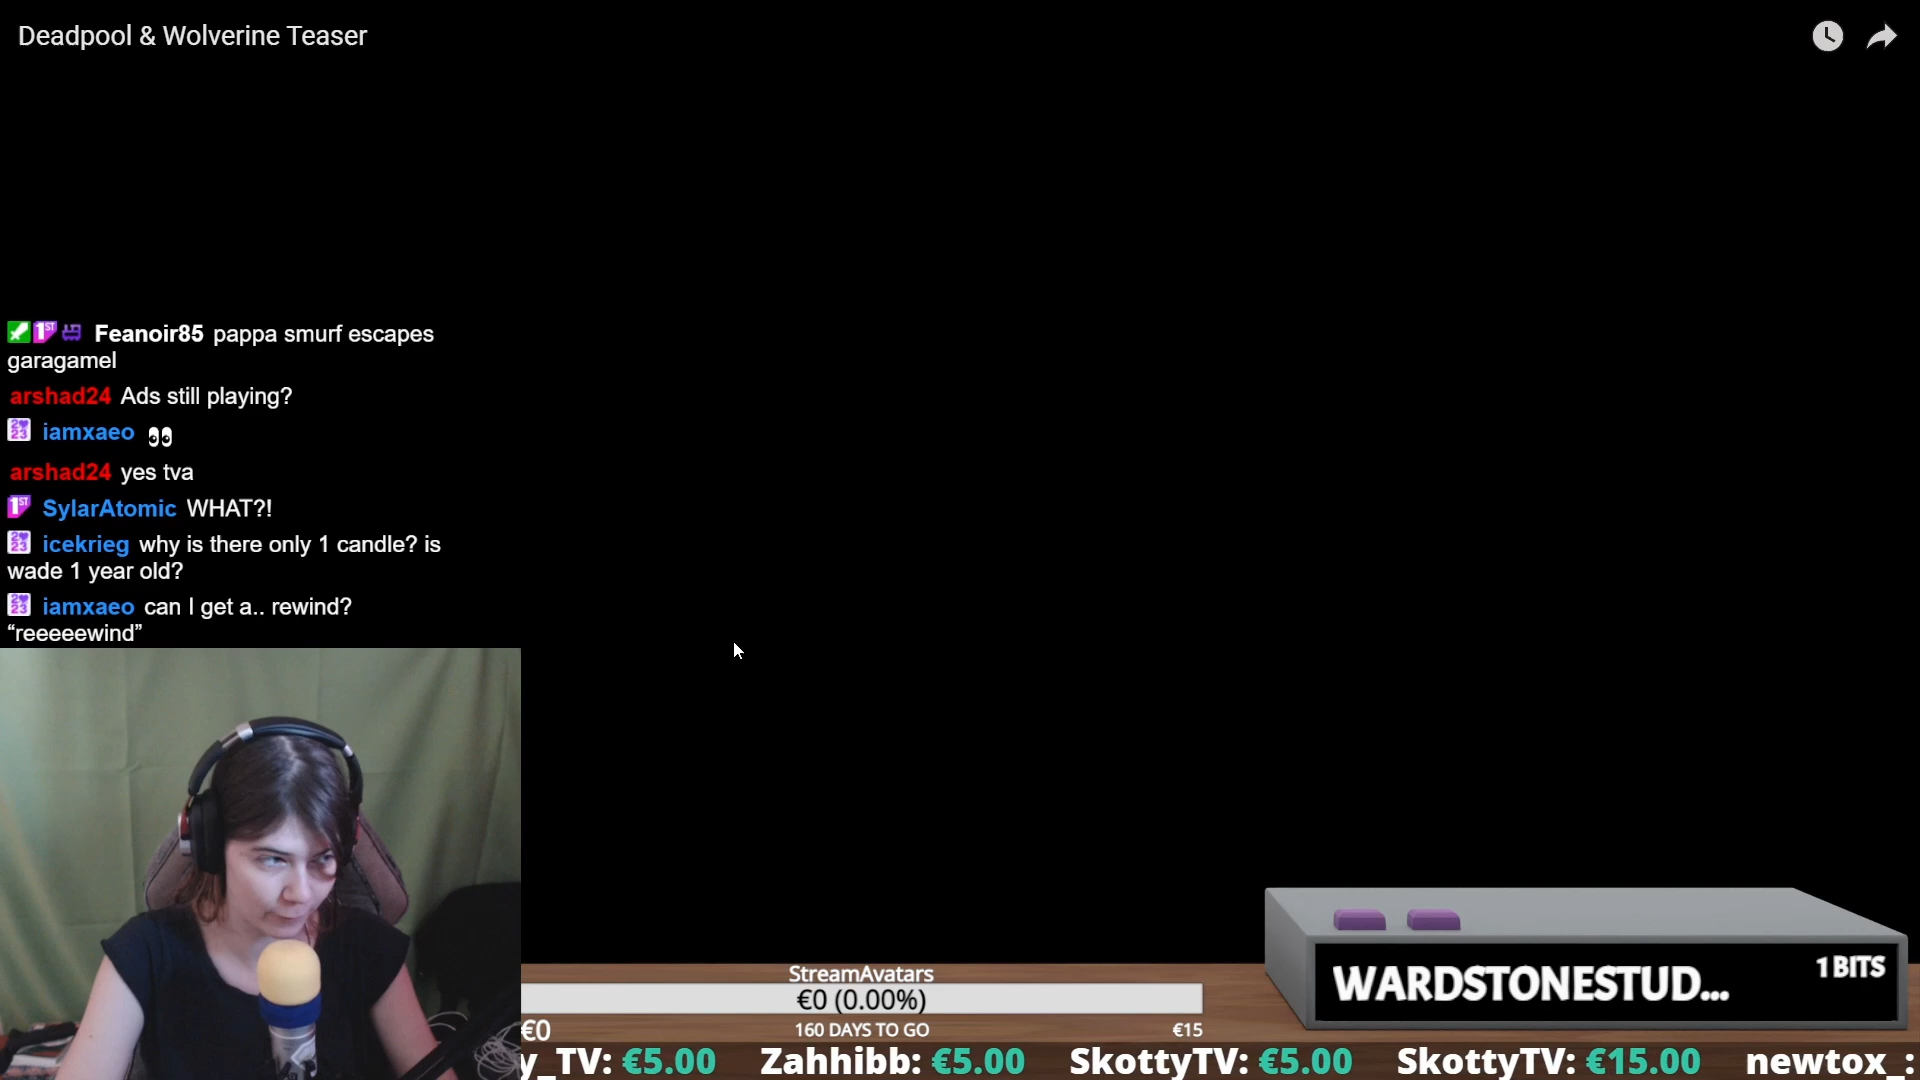 Deadpool & Wolverine Teaser
Feanoir85 pappa smurf escapes
garagamel
arshad24 Ads still playing?
iamxaeo
arshad24 yes tva
1ST SylarAtomic WHAT?!
icekrieg why is there only 1 candle? is
wade 1 year old?
iamxaeo can I get a.. rewind?
“reeeeewind”
StreamAvatars
€0 (0.00%)
€0 160 DAYS TO GO €15
WARDSTONESTUD... 1 BITS
y_TV: €5.00 Zahhibb: €5.00 SkottyTV: €5.00 SkottyTV: €15.00 newtox_: